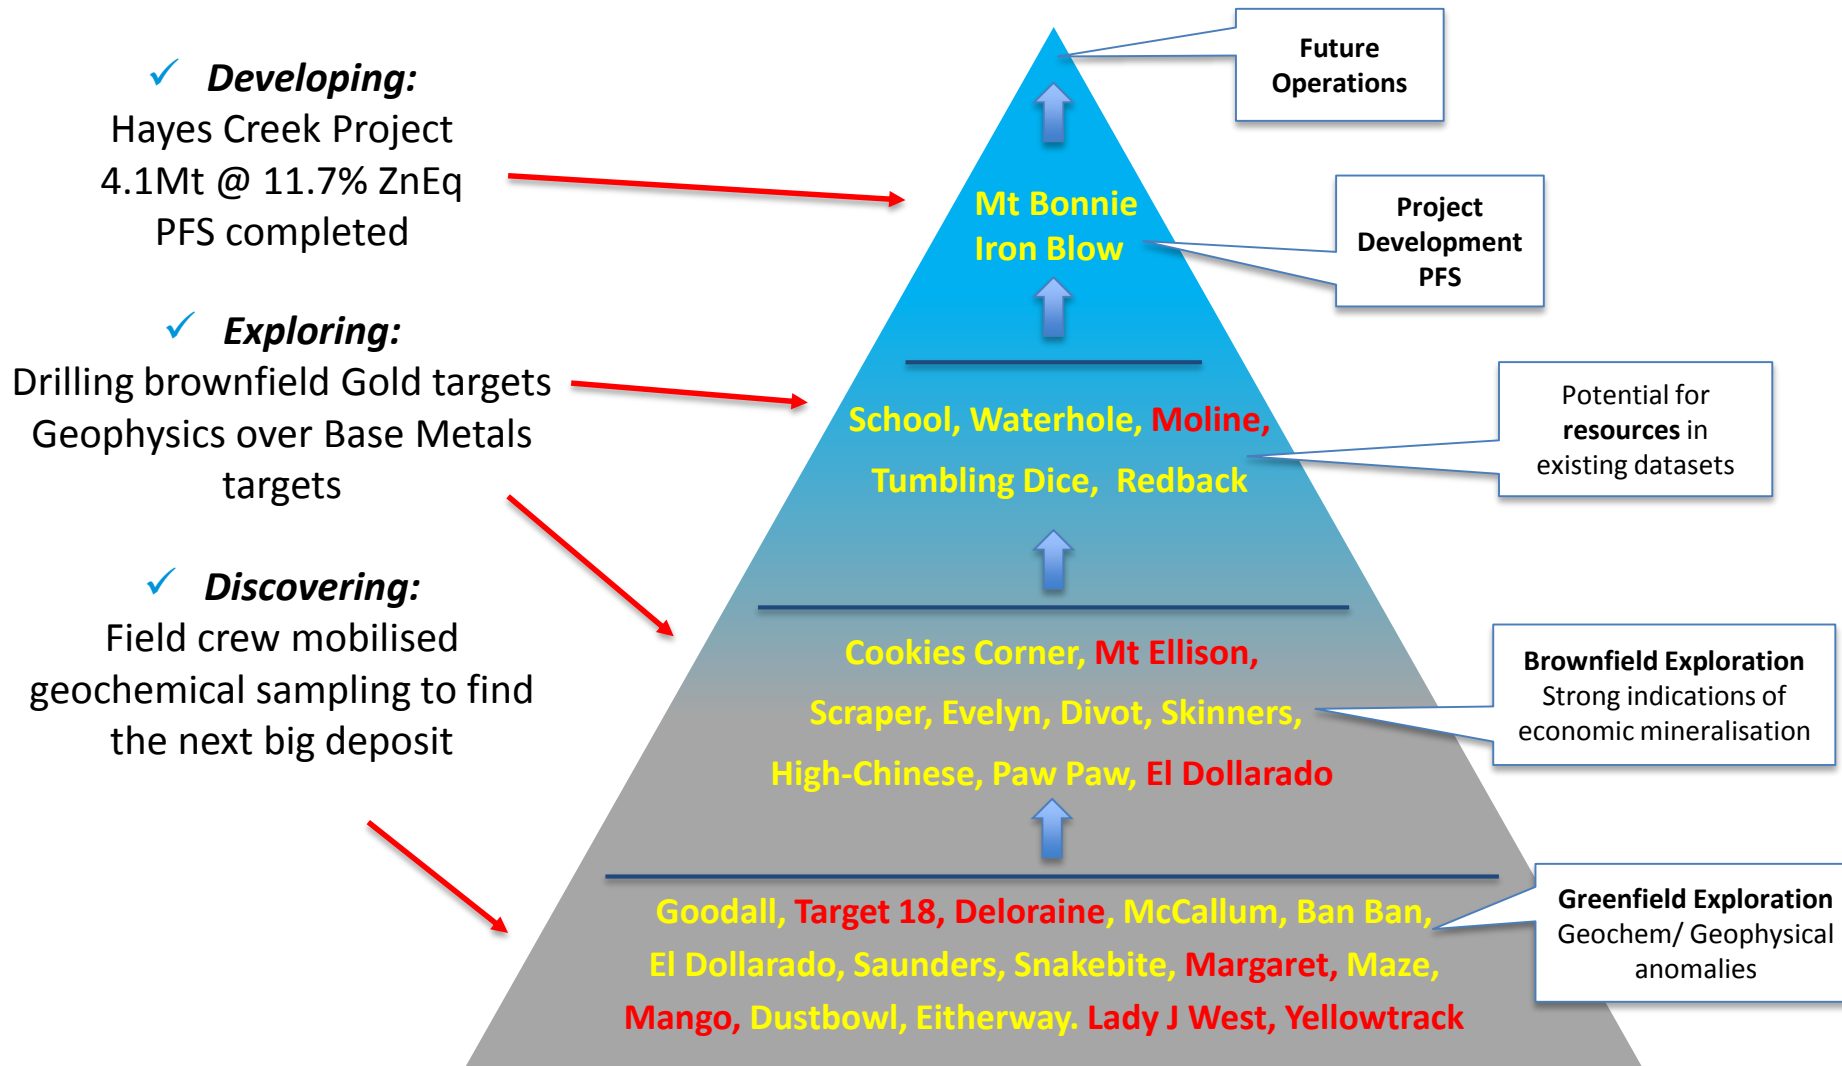 ✓ Developing:
Hayes Creek Project
4.1Mt @ 11.7% ZnEq
PFS completed
✓ Exploring:
Drilling brownfield Gold targets
Geophysics over Base Metals
targets
✓ Discovering:
Field crew mobilised
geochemical sampling to find
the next big deposit
Future
Operations
Mt Bonnie
Iron Blow
Project
Development
PFS
School, Waterhole, Moline,
Tumbling Dice, Redback
Potential for
resources in
existing datasets
Cookies Corner, Mt Ellison,
Scraper, Evelyn, Divot, Skinners,
High-Chinese, Paw Paw, El Dollarado
Brownfield Exploration
Strong indications of
economic mineralisation
Goodall, Target 18, Deloraine, McCallum, Ban Ban,
El Dollarado, Saunders, Snakebite, Margaret, Maze,
Mango, Dustbowl, Eitherway. Lady J West, Yellowtrack
Greenfield Exploration
Geochem/ Geophysical
anomalies